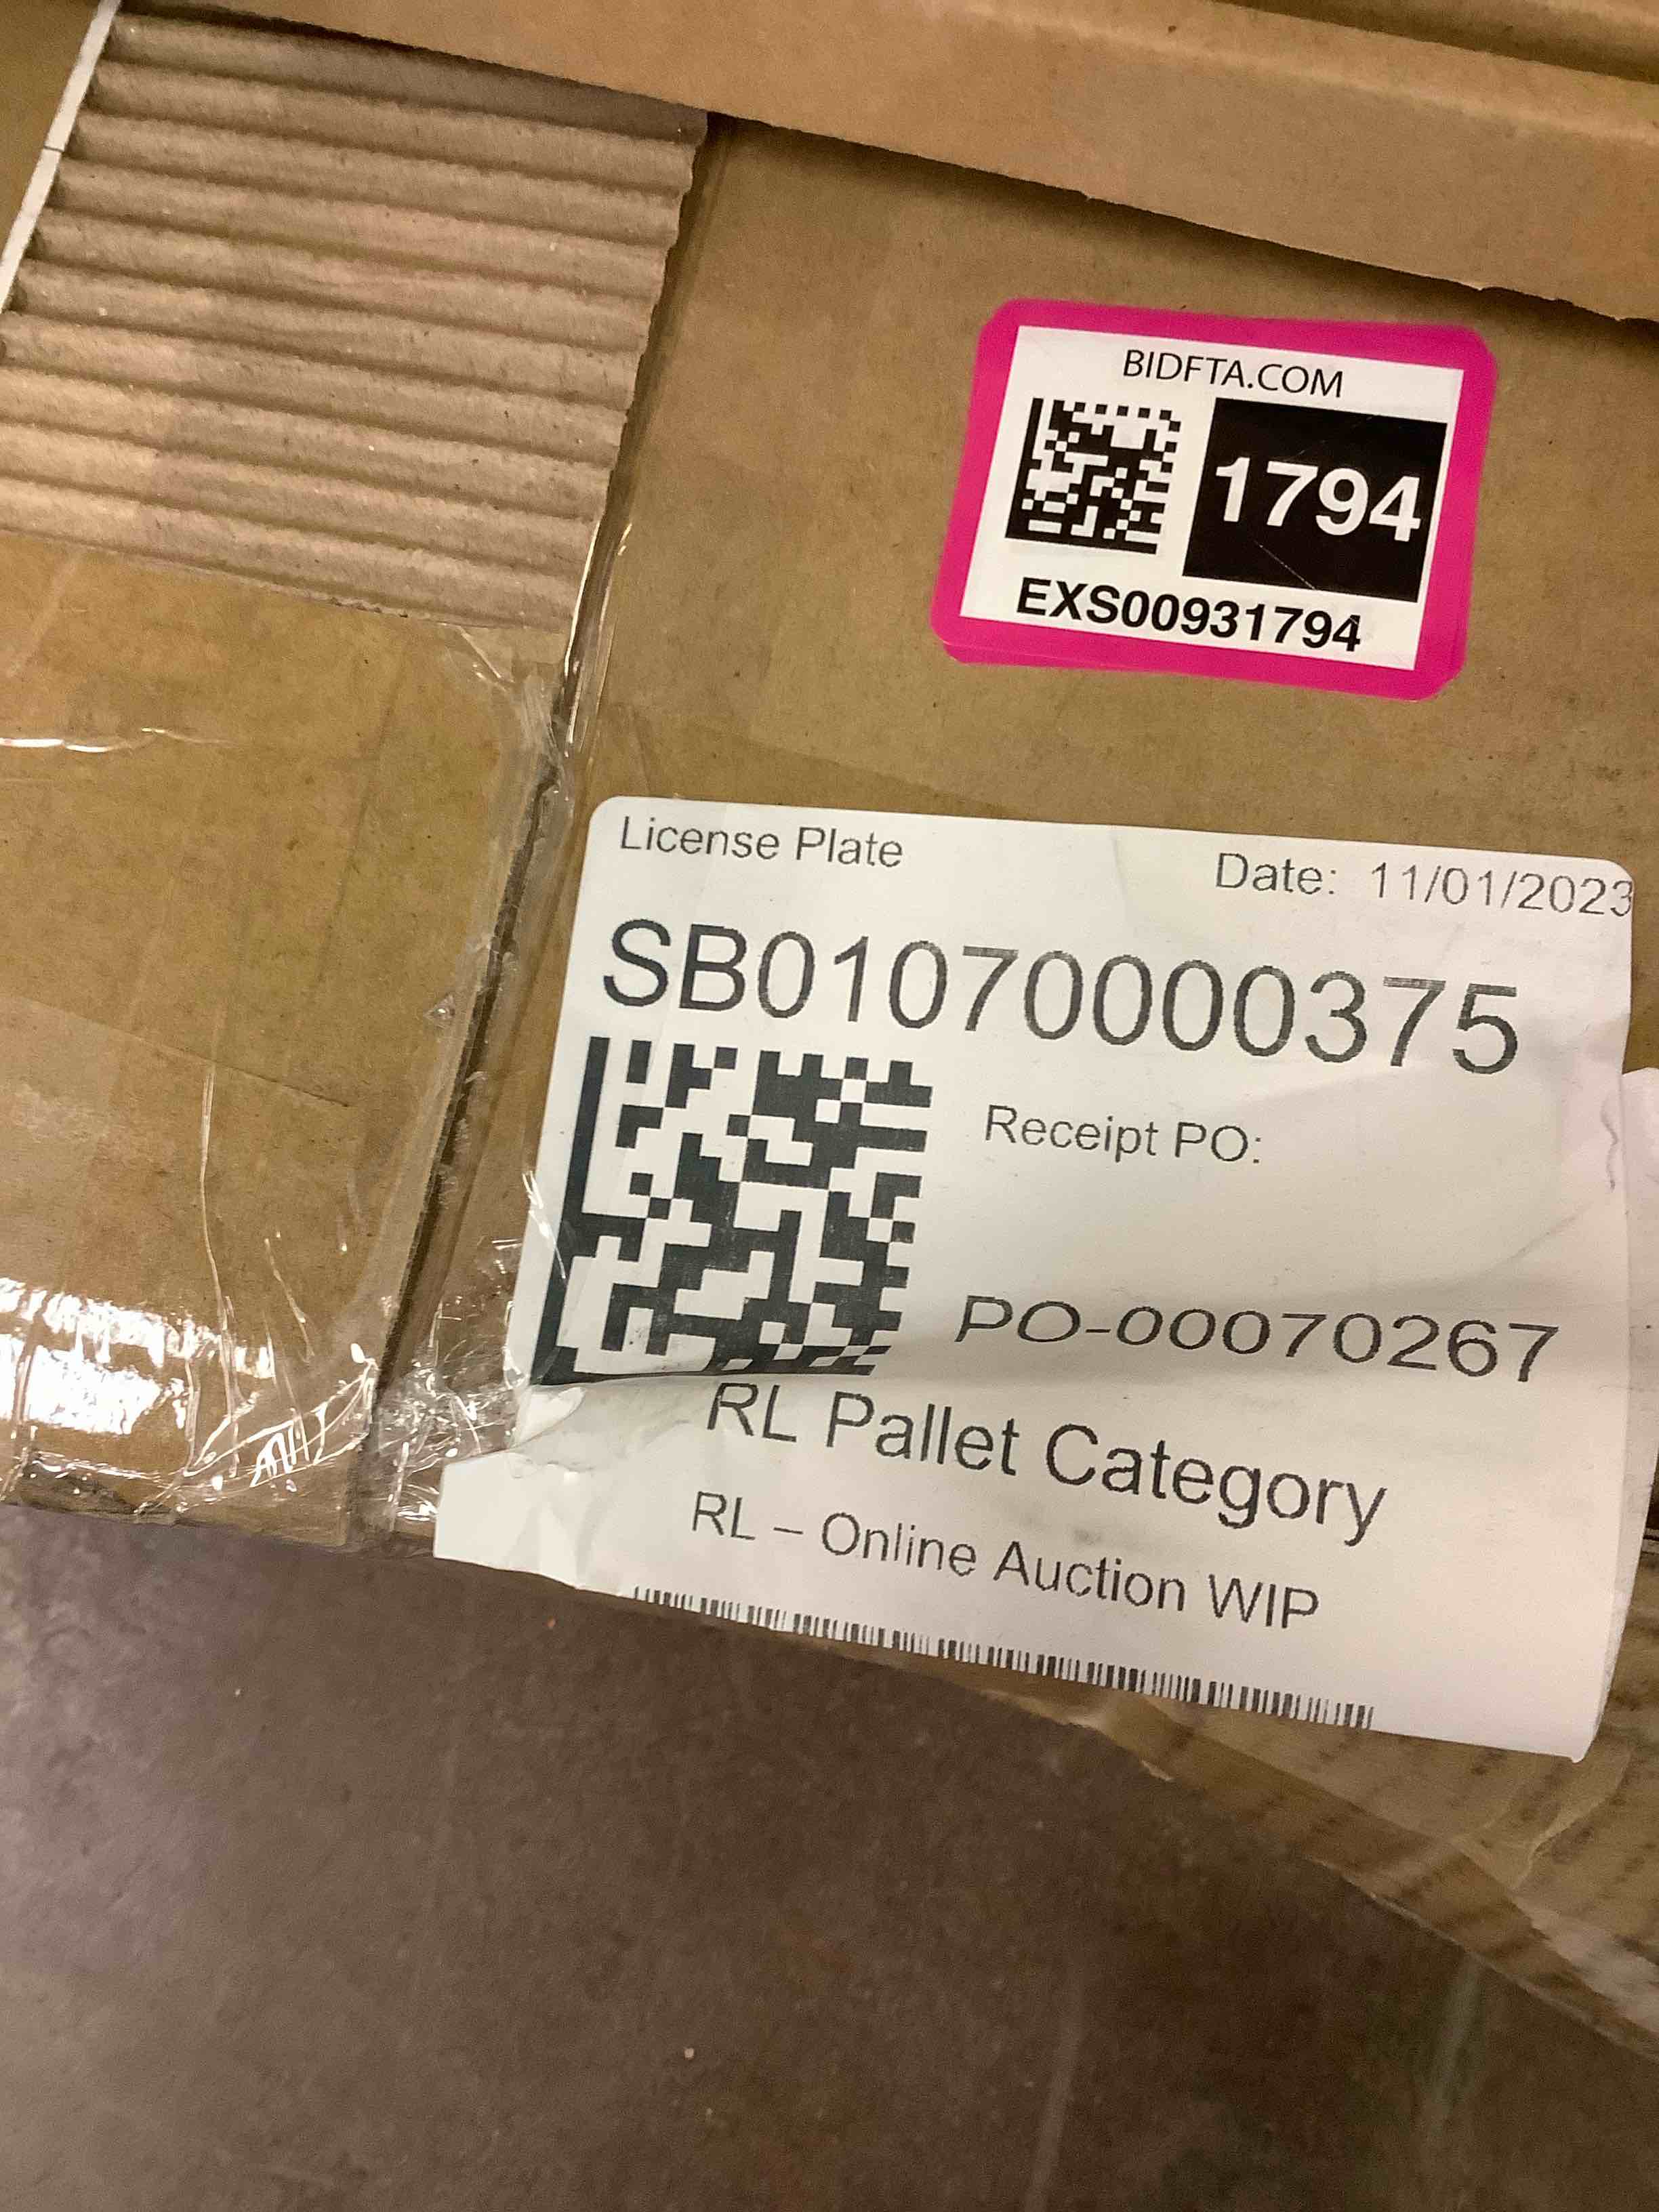 BIDFTA.COM
1794
EXS00931794
License Plate
Date: 11/01/2023
SB01070000375
Receipt PO:
PO-00070267
RL Pallet Category
RL – Online Auction WIP